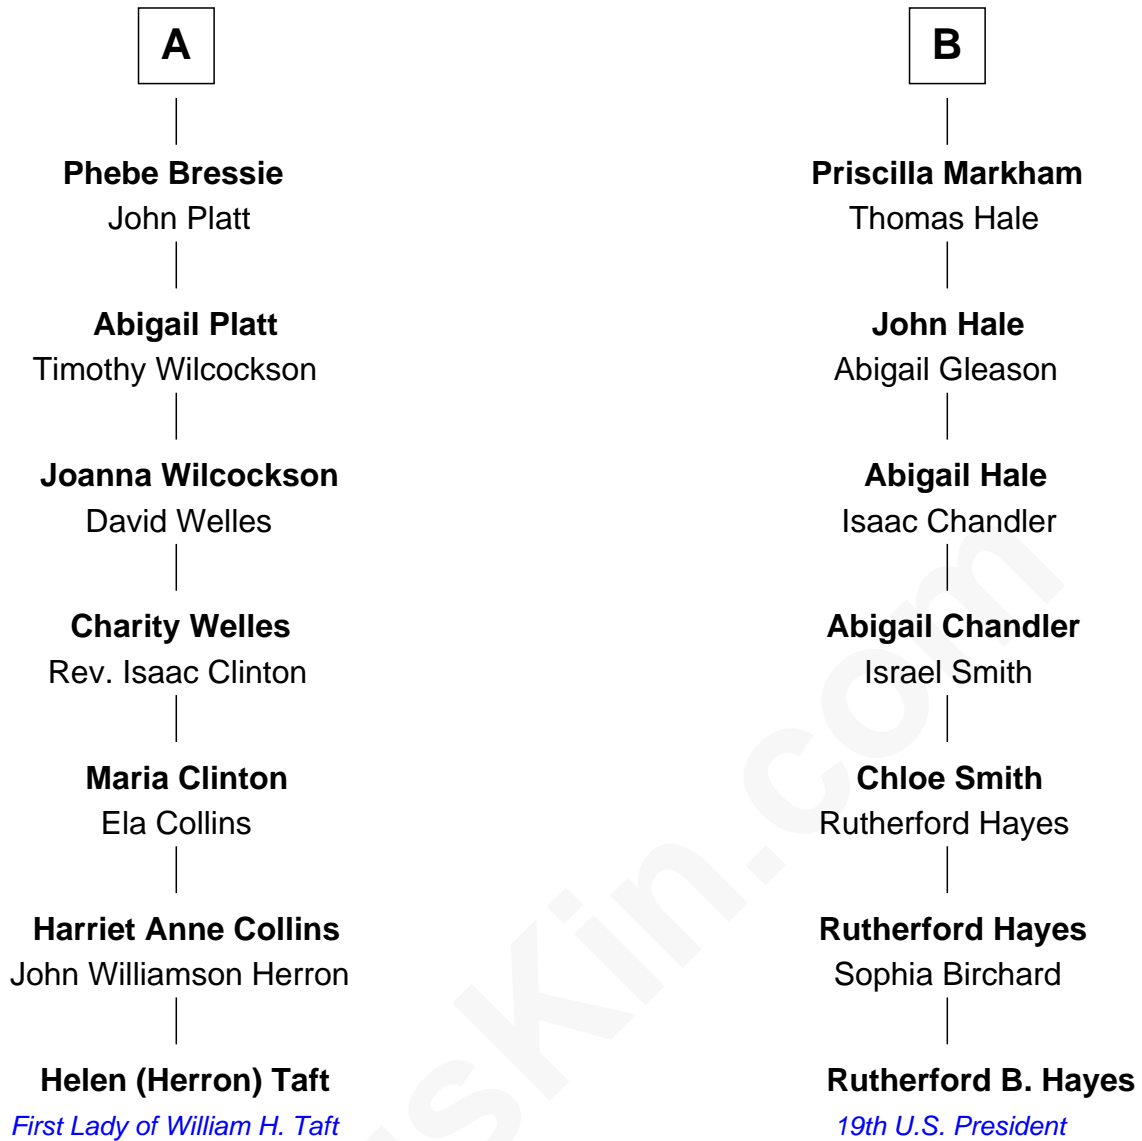 A
Phebe Bressie
John Platt
Abigail Platt
Timothy Wilcockson
Joanna Wilcockson
David Welles
Charity Welles
Rev. Isaac Clinton
Maria Clinton
Ela Collins
Harriet Anne Collins
John Williamson Herron
Helen (Herron) Taft
First Lady of William H. Taft
B
Priscilla Markham
Thomas Hale
John Hale
Abigail Gleason
Abigail Hale
Isaac Chandler
Abigail Chandler
Israel Smith
Chloe Smith
Rutherford Hayes
Rutherford Hayes
Sophia Birchard
Rutherford B. Hayes
19th U.S. President
sKin.com